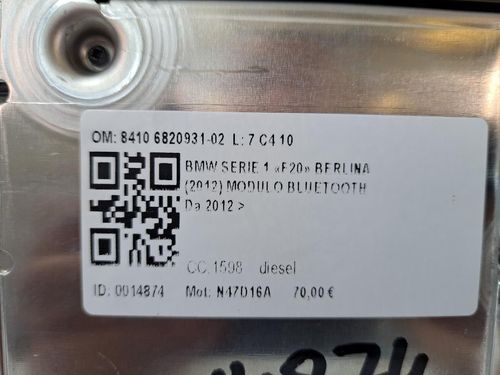 OM: 8410 6820931-02 L: 7 C4 10
BMW SERIE 1 «F20» BERLINA
(2012) MODULO BLUETOOTH
Da 2012 >
CC. 1598 diesel
ID: 0014874 Mot: N47D16A 70,00 €